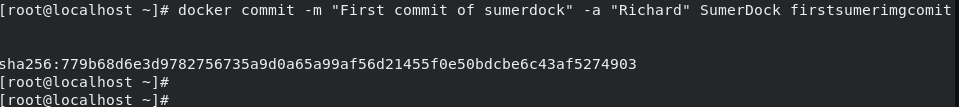 [root@localhost ~]# docker commit -m "First commit of sumerdock" -a "Richard" SumerDock firstsumerimgcomit
sha256:779b68d6e3d9782756735a9d0a65a99af56d21455f0e50bdcbe6c43af5274903
[root@localhost ~]#
[root@localhost ~]#